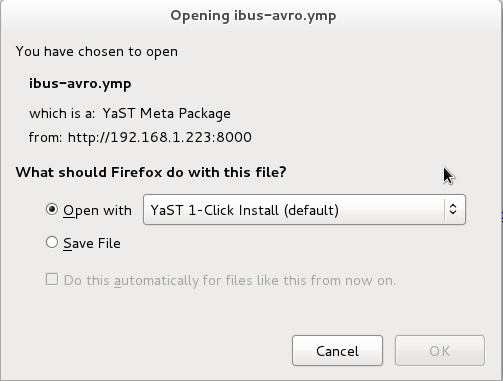 Opening ibus-avro.ymp
You have chosen to open
ibus-avro.ymp
which is a: YaST Meta Package
from: http://192.168.1.223:8000
What should Firefox do with this file?
Open with YaST 1-Click Install (default)
Save File
Do this automatically for files like this from now on.
Cancel OK